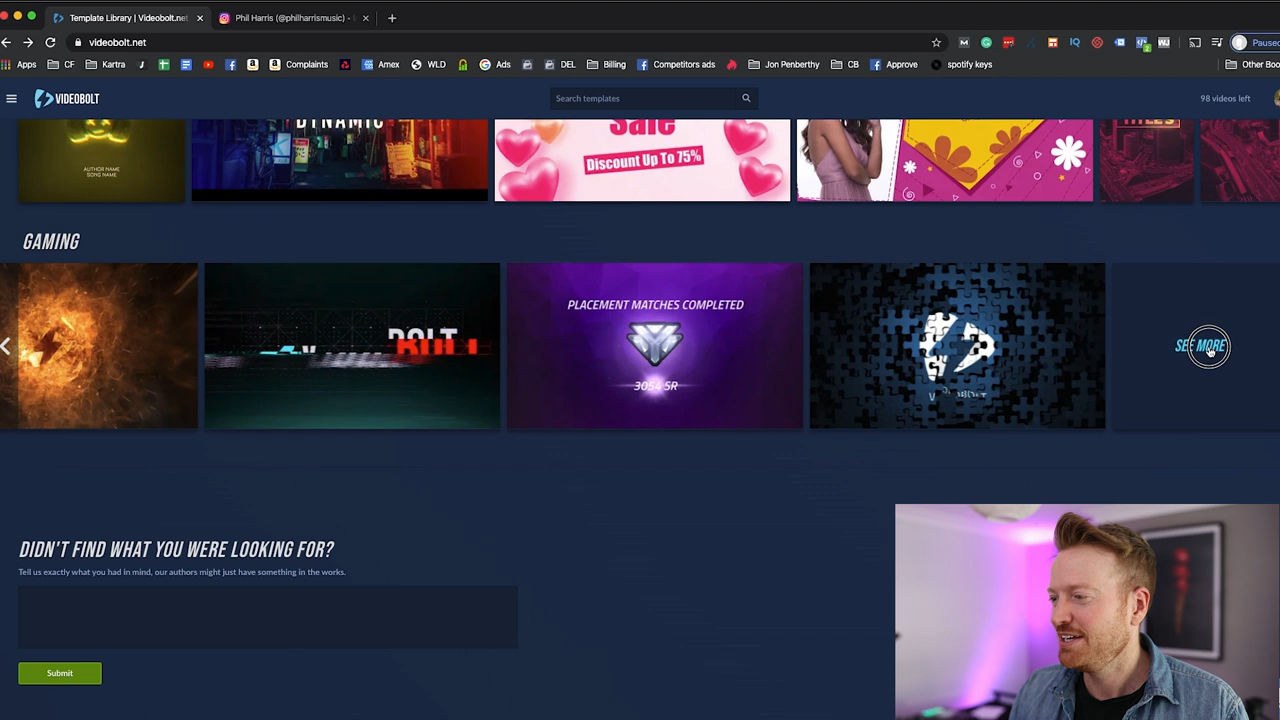 Template Library | Videobolt.net
Phil Harris (@philharrismusic) -
videobolt.net
Paused
Apps
CF
Kartra
Complaints
Amex
WLD
Ads
DEL
Billing
Competitors ads
Jon Penberthy
CB
Approve
spotify keys
Other Boo
VIDEOBOLT
Search templates
98 videos left
AUTHOR NAME
SONG NAME
DYNAMIC
Sale
Discount Up To 75%
TITLES
GAMING
BOLT
PLACEMENT MATCHES COMPLETED
3054 SR
SEE MORE
DIDN'T FIND WHAT YOU WERE LOOKING FOR?
Tell us exactly what you had in mind, our authors might just have something in the works.
Submit